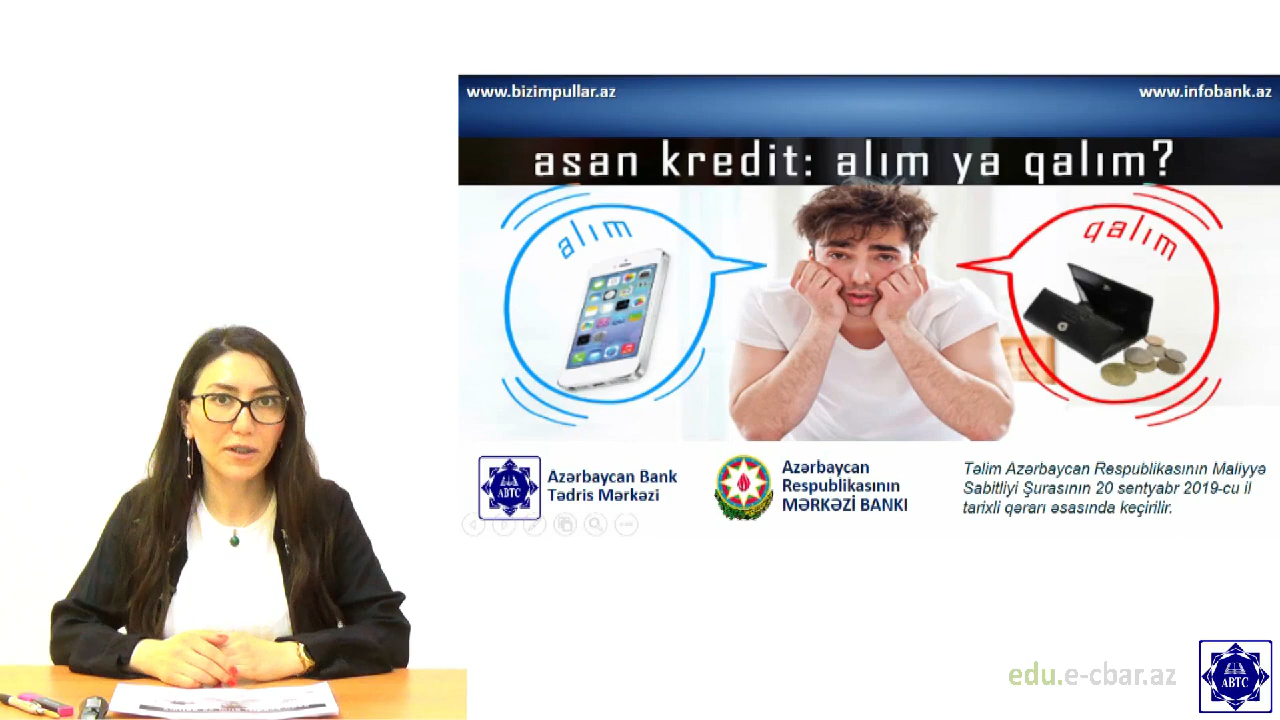 www.bizimpullar.az
www.infobank.az
asan kredit: alım ya qalım?
alım
qalım
ABTC
Azərbaycan Bank
Tədris Mərkəzi
Azərbaycan
Respublikasının
MƏRKƏZİ BANKI
Təlim Azərbaycan Respublikasının Maliyyə
Sabitliyi Şurasının 20 sentyabr 2019-cu il
tarixli qərarı əsasında keçirilir.
edu.e-cbar.az
ABTC